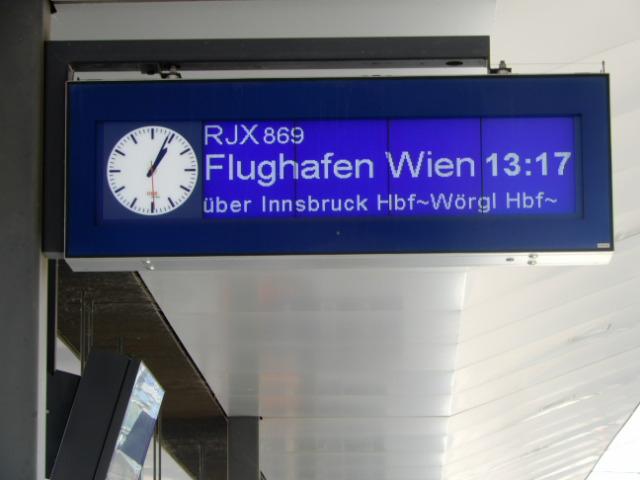 RJX 869
Flughafen Wien 13:17
über Innsbruck Hbf~Wörgl Hbf~